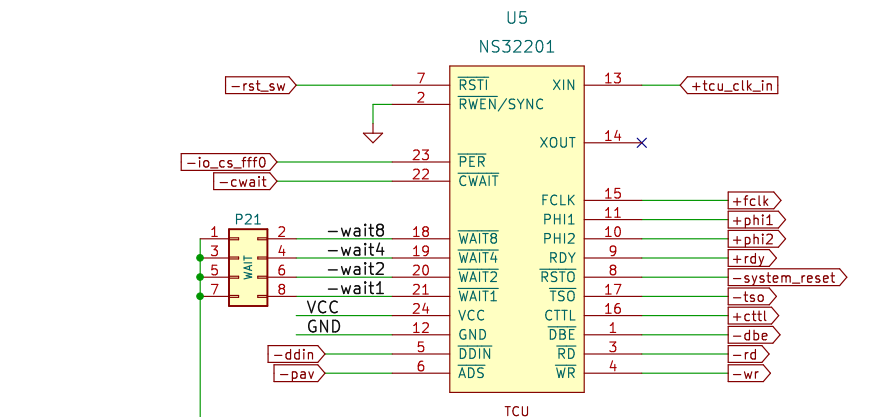 U5
NS32201
-rst_sw 7 RSTI XIN 13 +tcu_clk_in
2 RWEN/SYNC
XOUT 14
-io_cs_fff0 23 PER
-cwait 22 CWAIT
FCLK 15 +fclk
P21 PHI1 11 +phi1
1 2 -wait8 18 WAIT8 PHI2 10 +phi2
3 4 -wait4 19 WAIT4 RDY 9 +rdy
5 6 -wait2 20 WAIT2 RSTO 8 -system_reset
7 8 -wait1 21 WAIT1 TSO 17 -tso
WAIT
VCC 24 VCC CTTL 16 +cttl
GND 12 GND DBE 1 -dbe
-ddin 5 DDIN RD 3 -rd
-pav 6 ADS WR 4 -wr
TCU